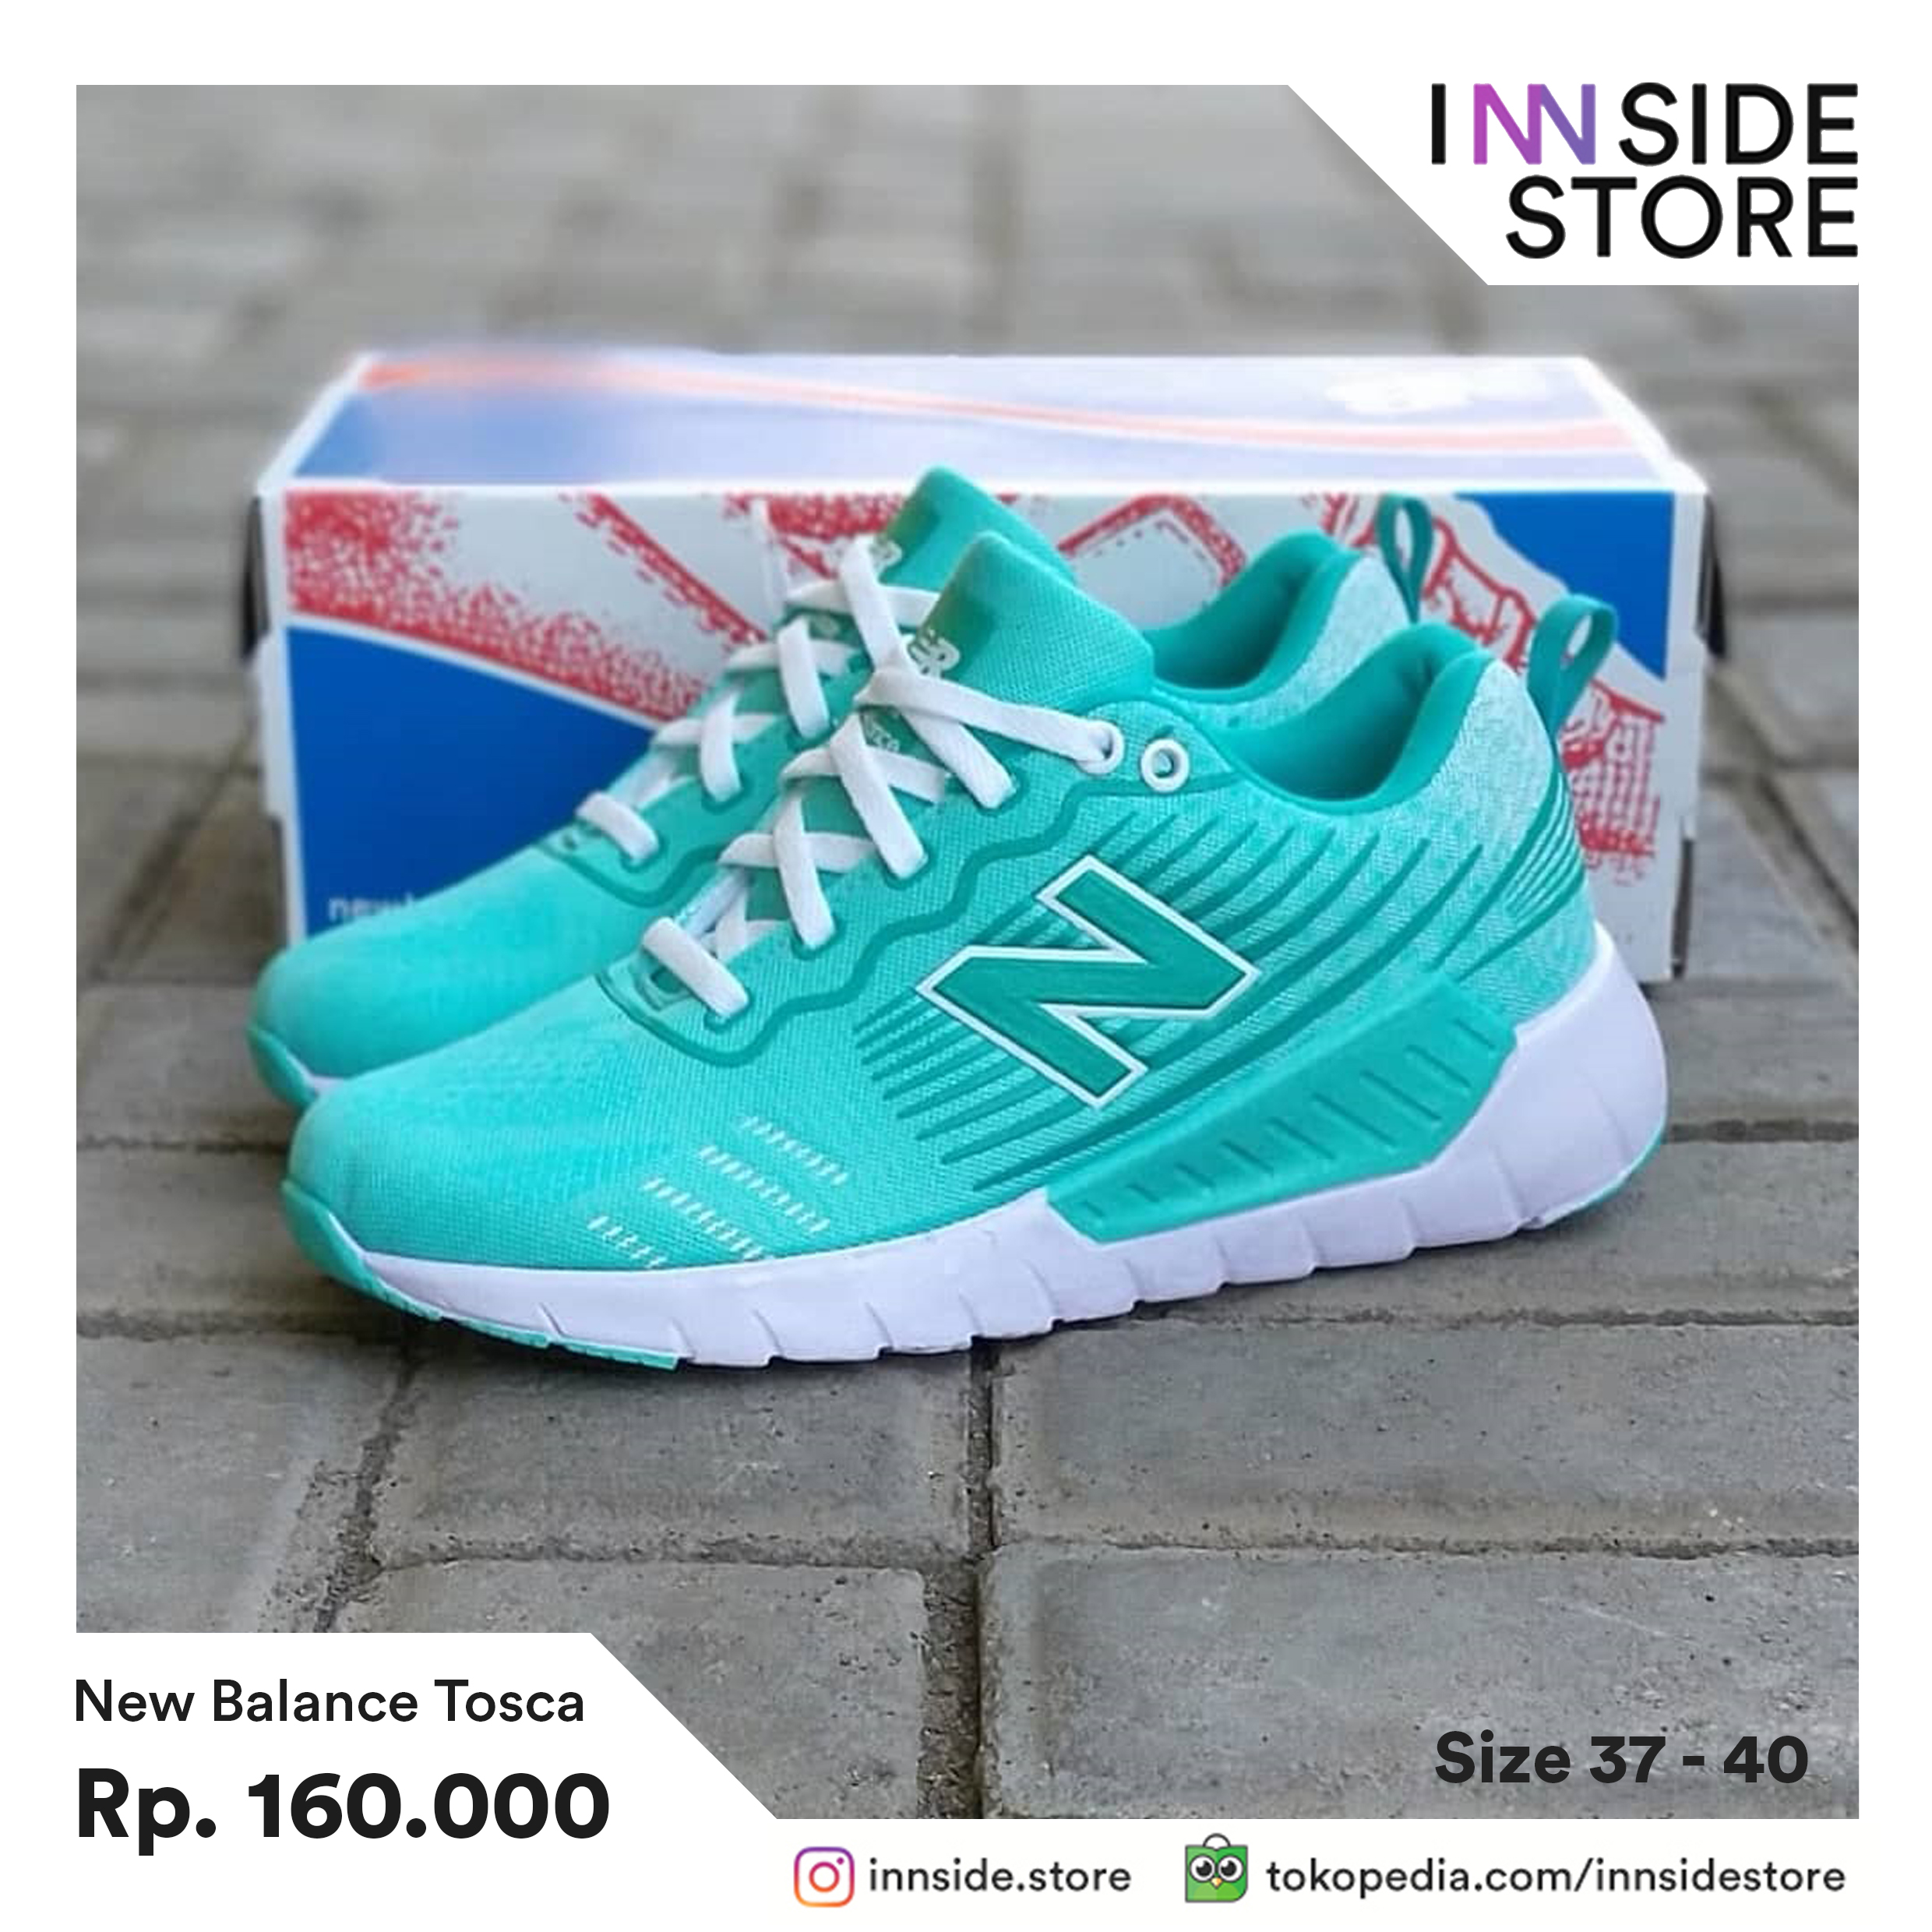 INNSIDE
STORE
N
New Balance Tosca
Rp. 160.000
Size 37 - 40
innside.store
tokopedia.com/innsidestore